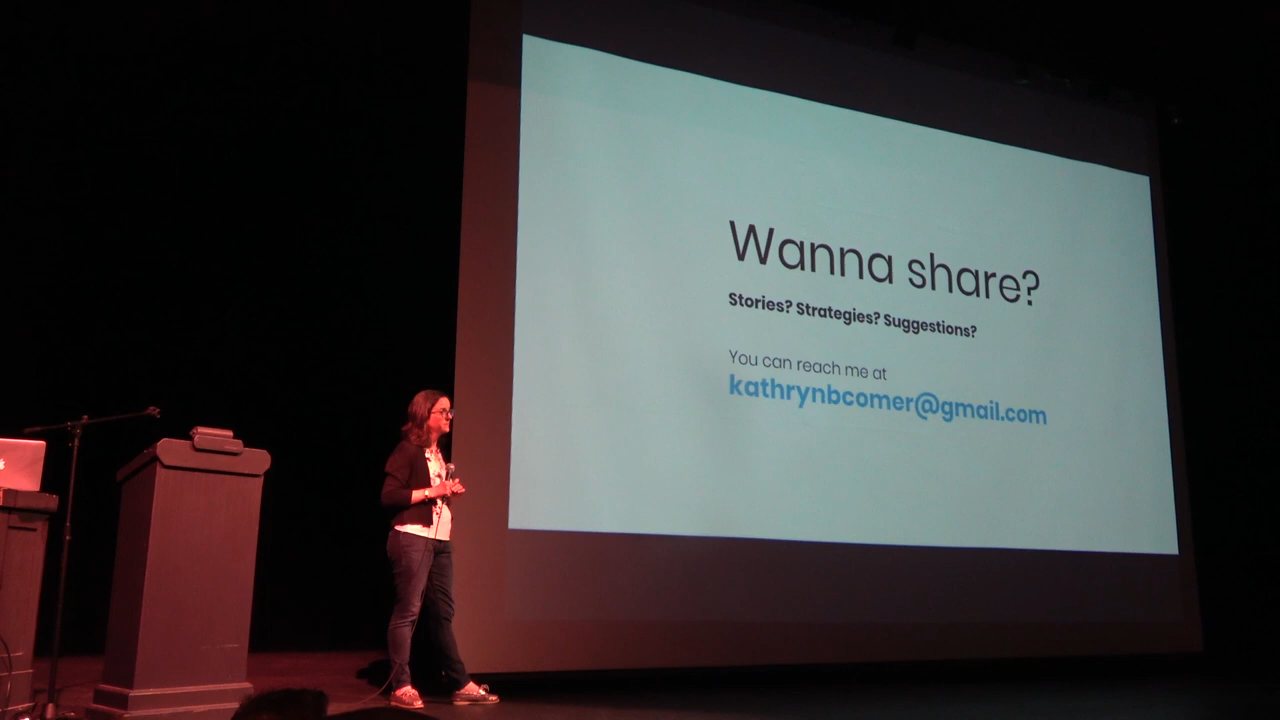 Wanna share?
Stories? Strategies? Suggestions?
You can reach me at
kathrynbcomer@gmail.com